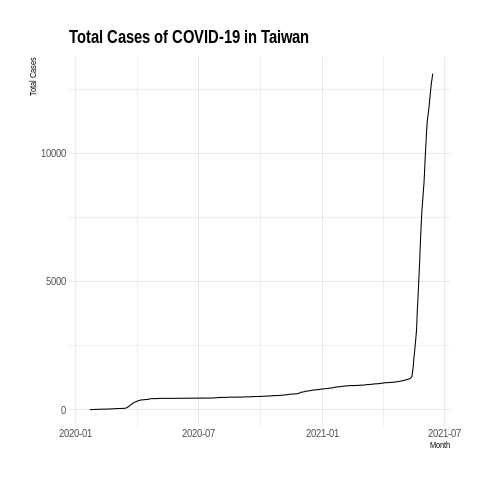 Total Cases of COVID-19 in Taiwan
Total Cases
10000
5000
0
2020-01 2020-07 2021-01 2021-07
Month